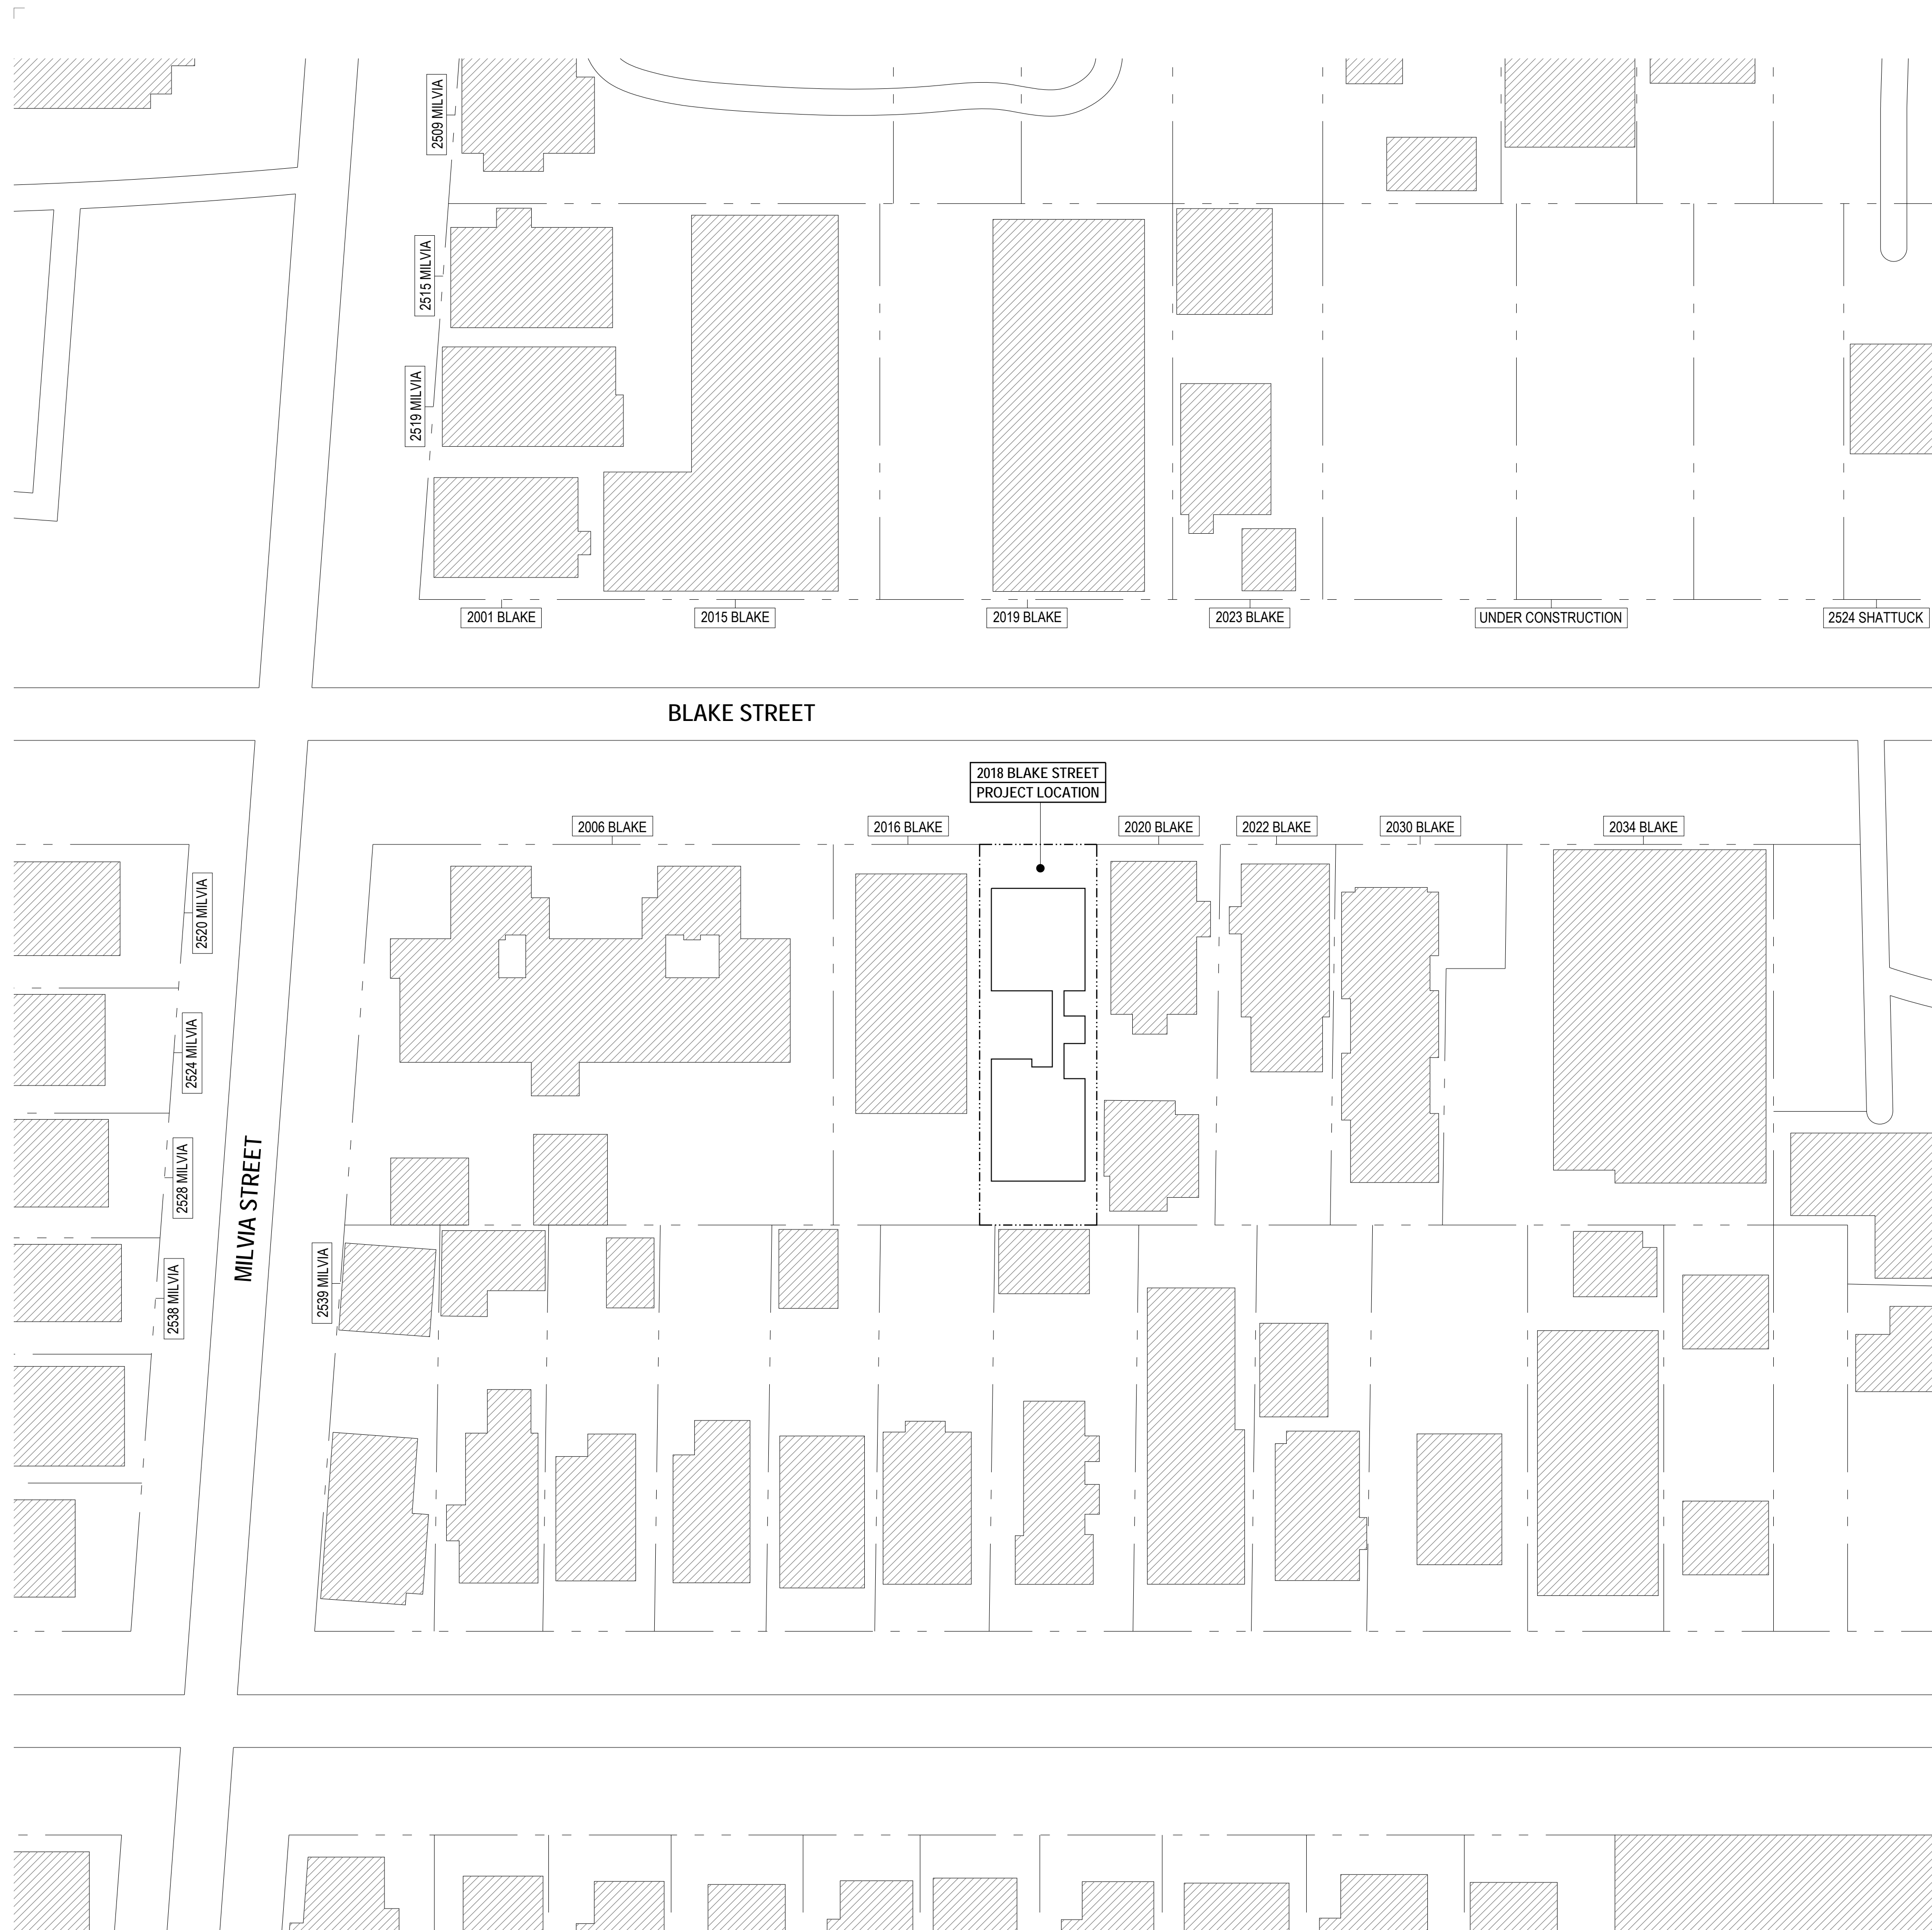 2509 MILVIA
2515 MILVIA
2519 MILVIA
2001 BLAKE
2015 BLAKE
2019 BLAKE
2023 BLAKE
UNDER CONSTRUCTION
2524 SHATTUCK
BLAKE STREET
2018 BLAKE STREET
PROJECT LOCATION
2006 BLAKE
2016 BLAKE
2020 BLAKE
2022 BLAKE
2030 BLAKE
2034 BLAKE
2520 MILVIA
2524 MILVIA
2528 MILVIA
MILVIA STREET
2538 MILVIA
2539 MILVIA